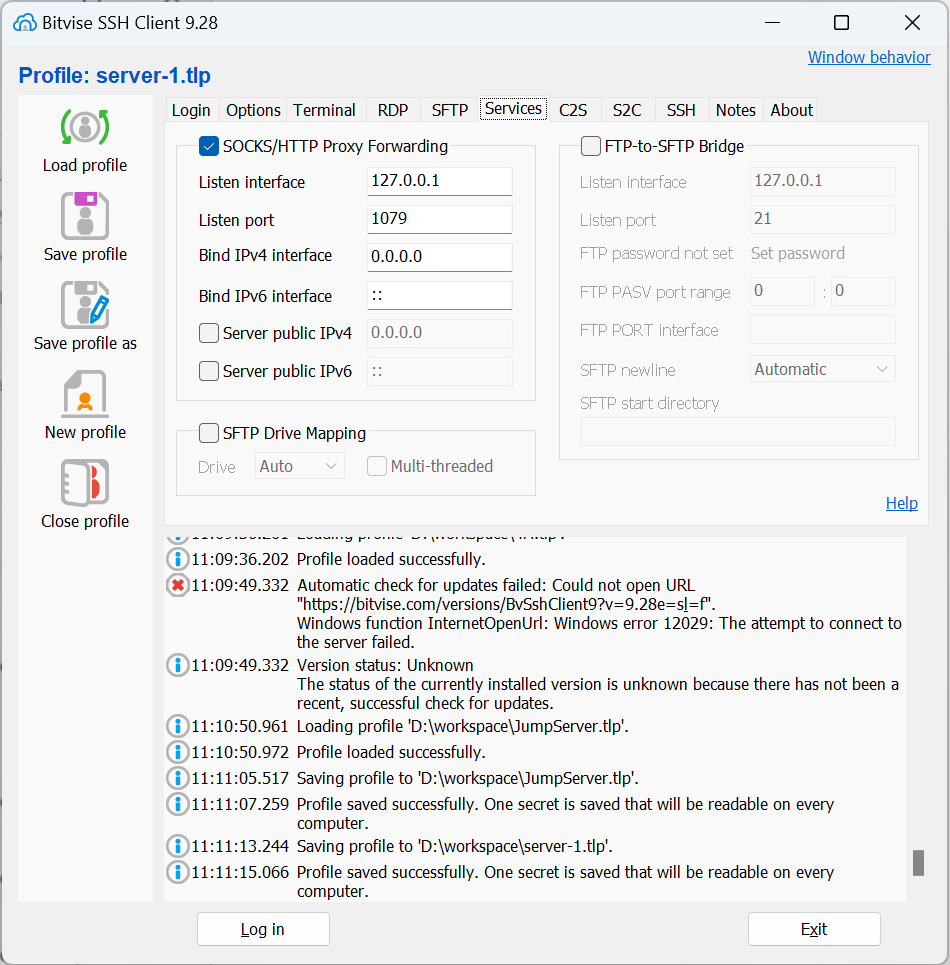 Bitvise SSH Client 9.28
Window behavior
Profile: server-1.tlp
Load profile
Save profile
Save profile as
New profile
Close profile
Login Options Terminal RDP SFTP Services C2S S2C SSH Notes About
SOCKS/HTTP Proxy Forwarding
Listen interface 127.0.0.1
Listen port 1079
Bind IPv4 interface 0.0.0.0
Bind IPv6 interface ::
Server public IPv4 0.0.0.0
Server public IPv6 ::
SFTP Drive Mapping
Drive Auto Multi-threaded
FTP-to-SFTP Bridge
Listen interface 127.0.0.1
Listen port 21
FTP password not set Set password
FTP PASV port range 0 : 0
FTP PORT interface
SFTP newline Automatic
SFTP start directory
Help
Loading profile
11:09:36.202 Profile loaded successfully.
11:09:49.332 Automatic check for updates failed: Could not open URL
"https://bitvise.com/versions/BvSshClient9?v=9.28e=sl=f".
Windows function InternetOpenUrl: Windows error 12029: The attempt to connect to
the server failed.
11:09:49.332 Version status: Unknown
The status of the currently installed version is unknown because there has not been a
recent, successful check for updates.
11:10:50.961 Loading profile 'D:\workspace\JumpServer.tlp'.
11:10:50.972 Profile loaded successfully.
11:11:05.517 Saving profile to 'D:\workspace\JumpServer.tlp'.
11:11:07.259 Profile saved successfully. One secret is saved that will be readable on every
computer.
11:11:13.244 Saving profile to 'D:\workspace\server-1.tlp'.
11:11:15.066 Profile saved successfully. One secret is saved that will be readable on every
computer.
Log in
Exit